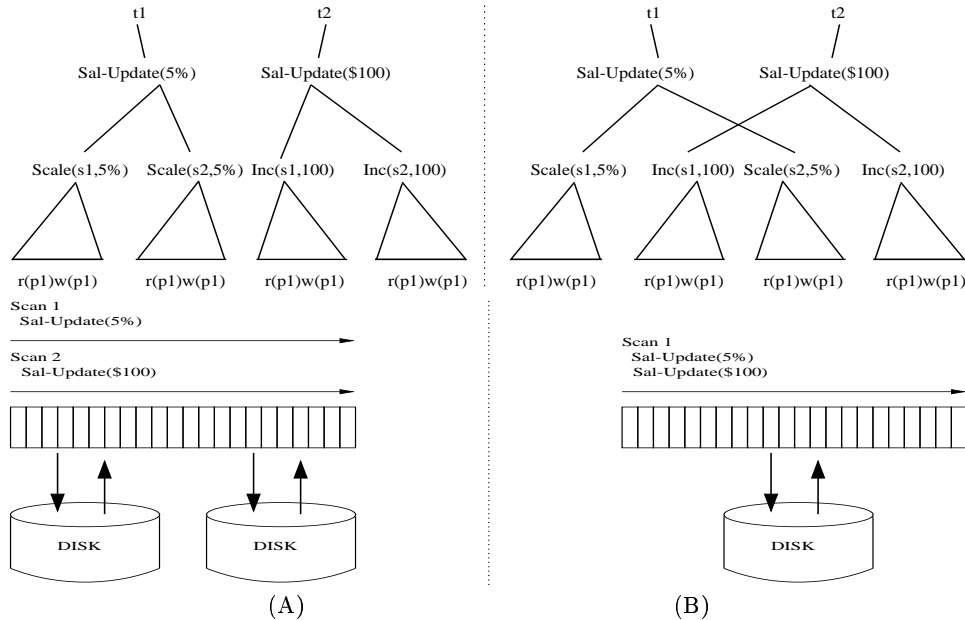 t1 t2
Sal-Update(5%) Sal-Update($100)
Scale(s1,5%) Scale(s2,5%) Inc(s1,100) Inc(s2,100)
r(p1)w(p1) r(p1)w(p1) r(p1)w(p1) r(p1)w(p1)
Scan 1
Sal-Update(5%)
Scan 2
Sal-Update($100)
DISK DISK
(A)
t1 t2
Sal-Update(5%) Sal-Update($100)
Scale(s1,5%) Inc(s1,100) Scale(s2,5%) Inc(s2,100)
r(p1)w(p1) r(p1)w(p1) r(p1)w(p1) r(p1)w(p1)
Scan 1
Sal-Update(5%)
Sal-Update($100)
DISK
(B)